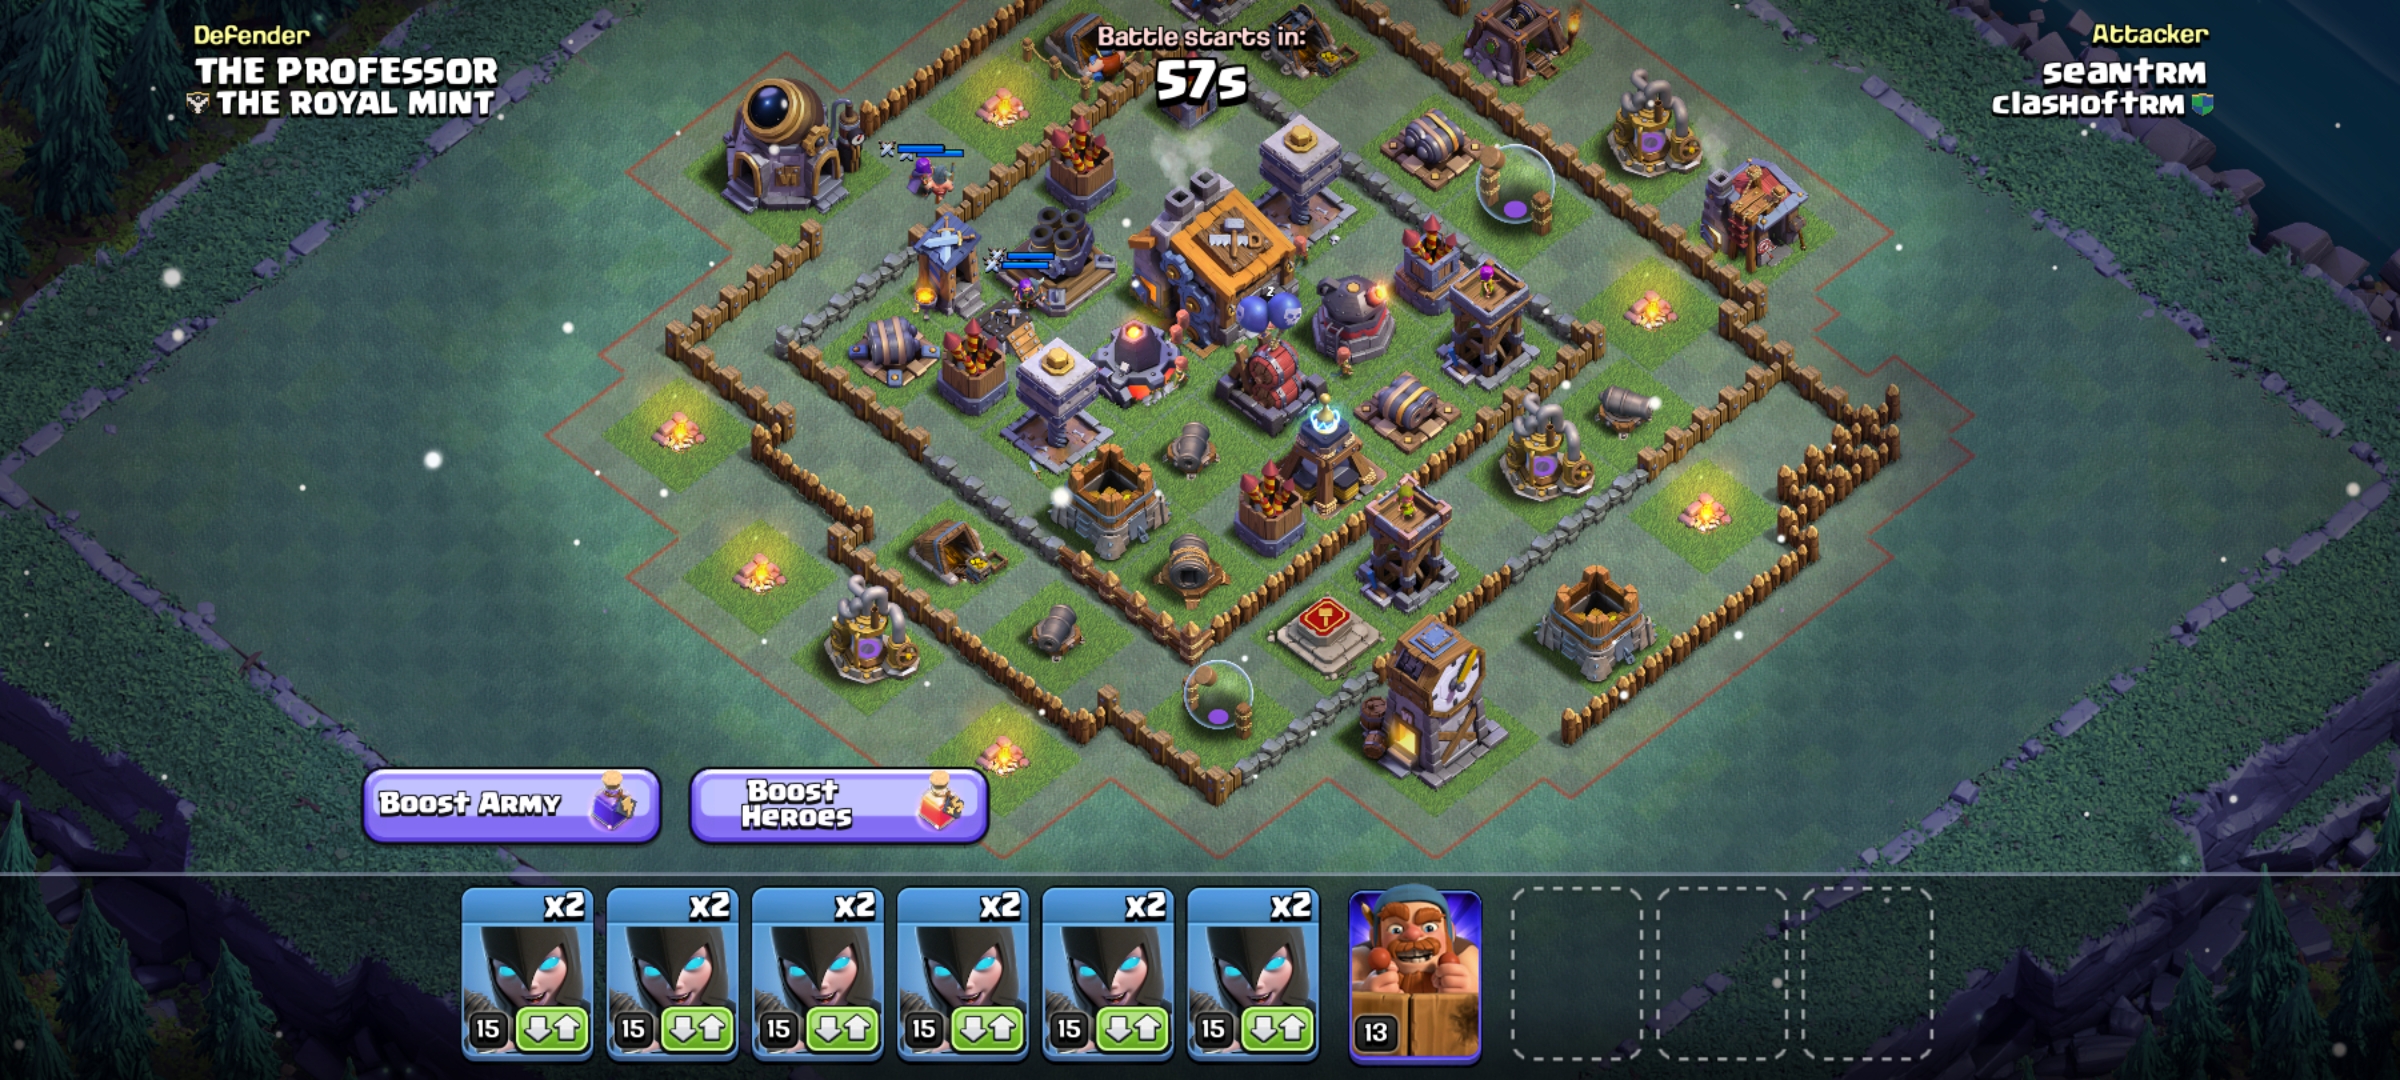 Defender
THE PROFESSOR
THE ROYAL MINT
Battle starts in:
57s
Attacker
seantRM
clashoftRM
2
Boost Army
Boost
Heroes
x2
x2
x2
x2
x2
x2
15
15
15
15
15
15
13